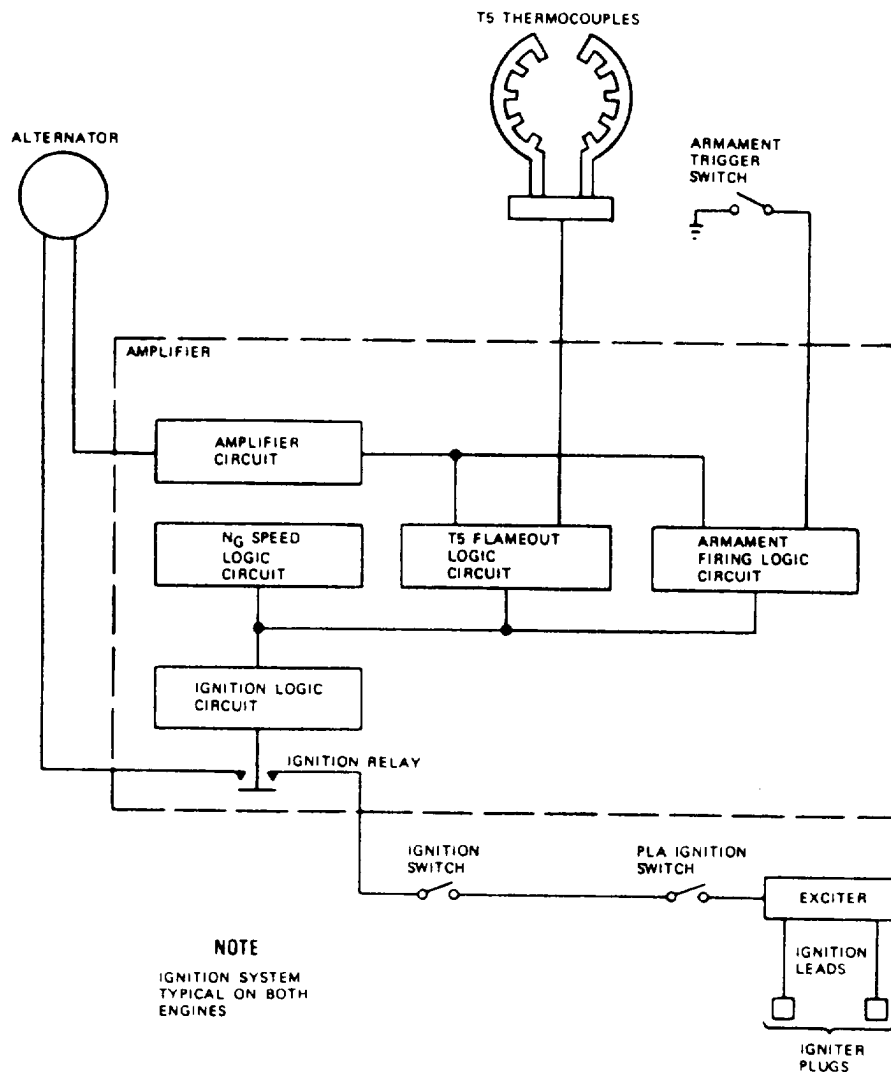 T5 THERMOCOUPLES
ALTERNATOR
ARMAMENT
TRIGGER
SWITCH
AMPLIFIER
AMPLIFIER
CIRCUIT
NG SPEED
LOGIC
CIRCUIT
T5 FLAMEOUT
LOGIC
CIRCUIT
ARMAMENT
FIRING LOGIC
CIRCUIT
IGNITION LOGIC
CIRCUIT
IGNITION RELAY
IGNITION
SWITCH
PLA IGNITION
SWITCH
EXCITER
NOTE
IGNITION SYSTEM
TYPICAL ON BOTH
ENGINES
IGNITION
LEADS
IGNITER
PLUGS